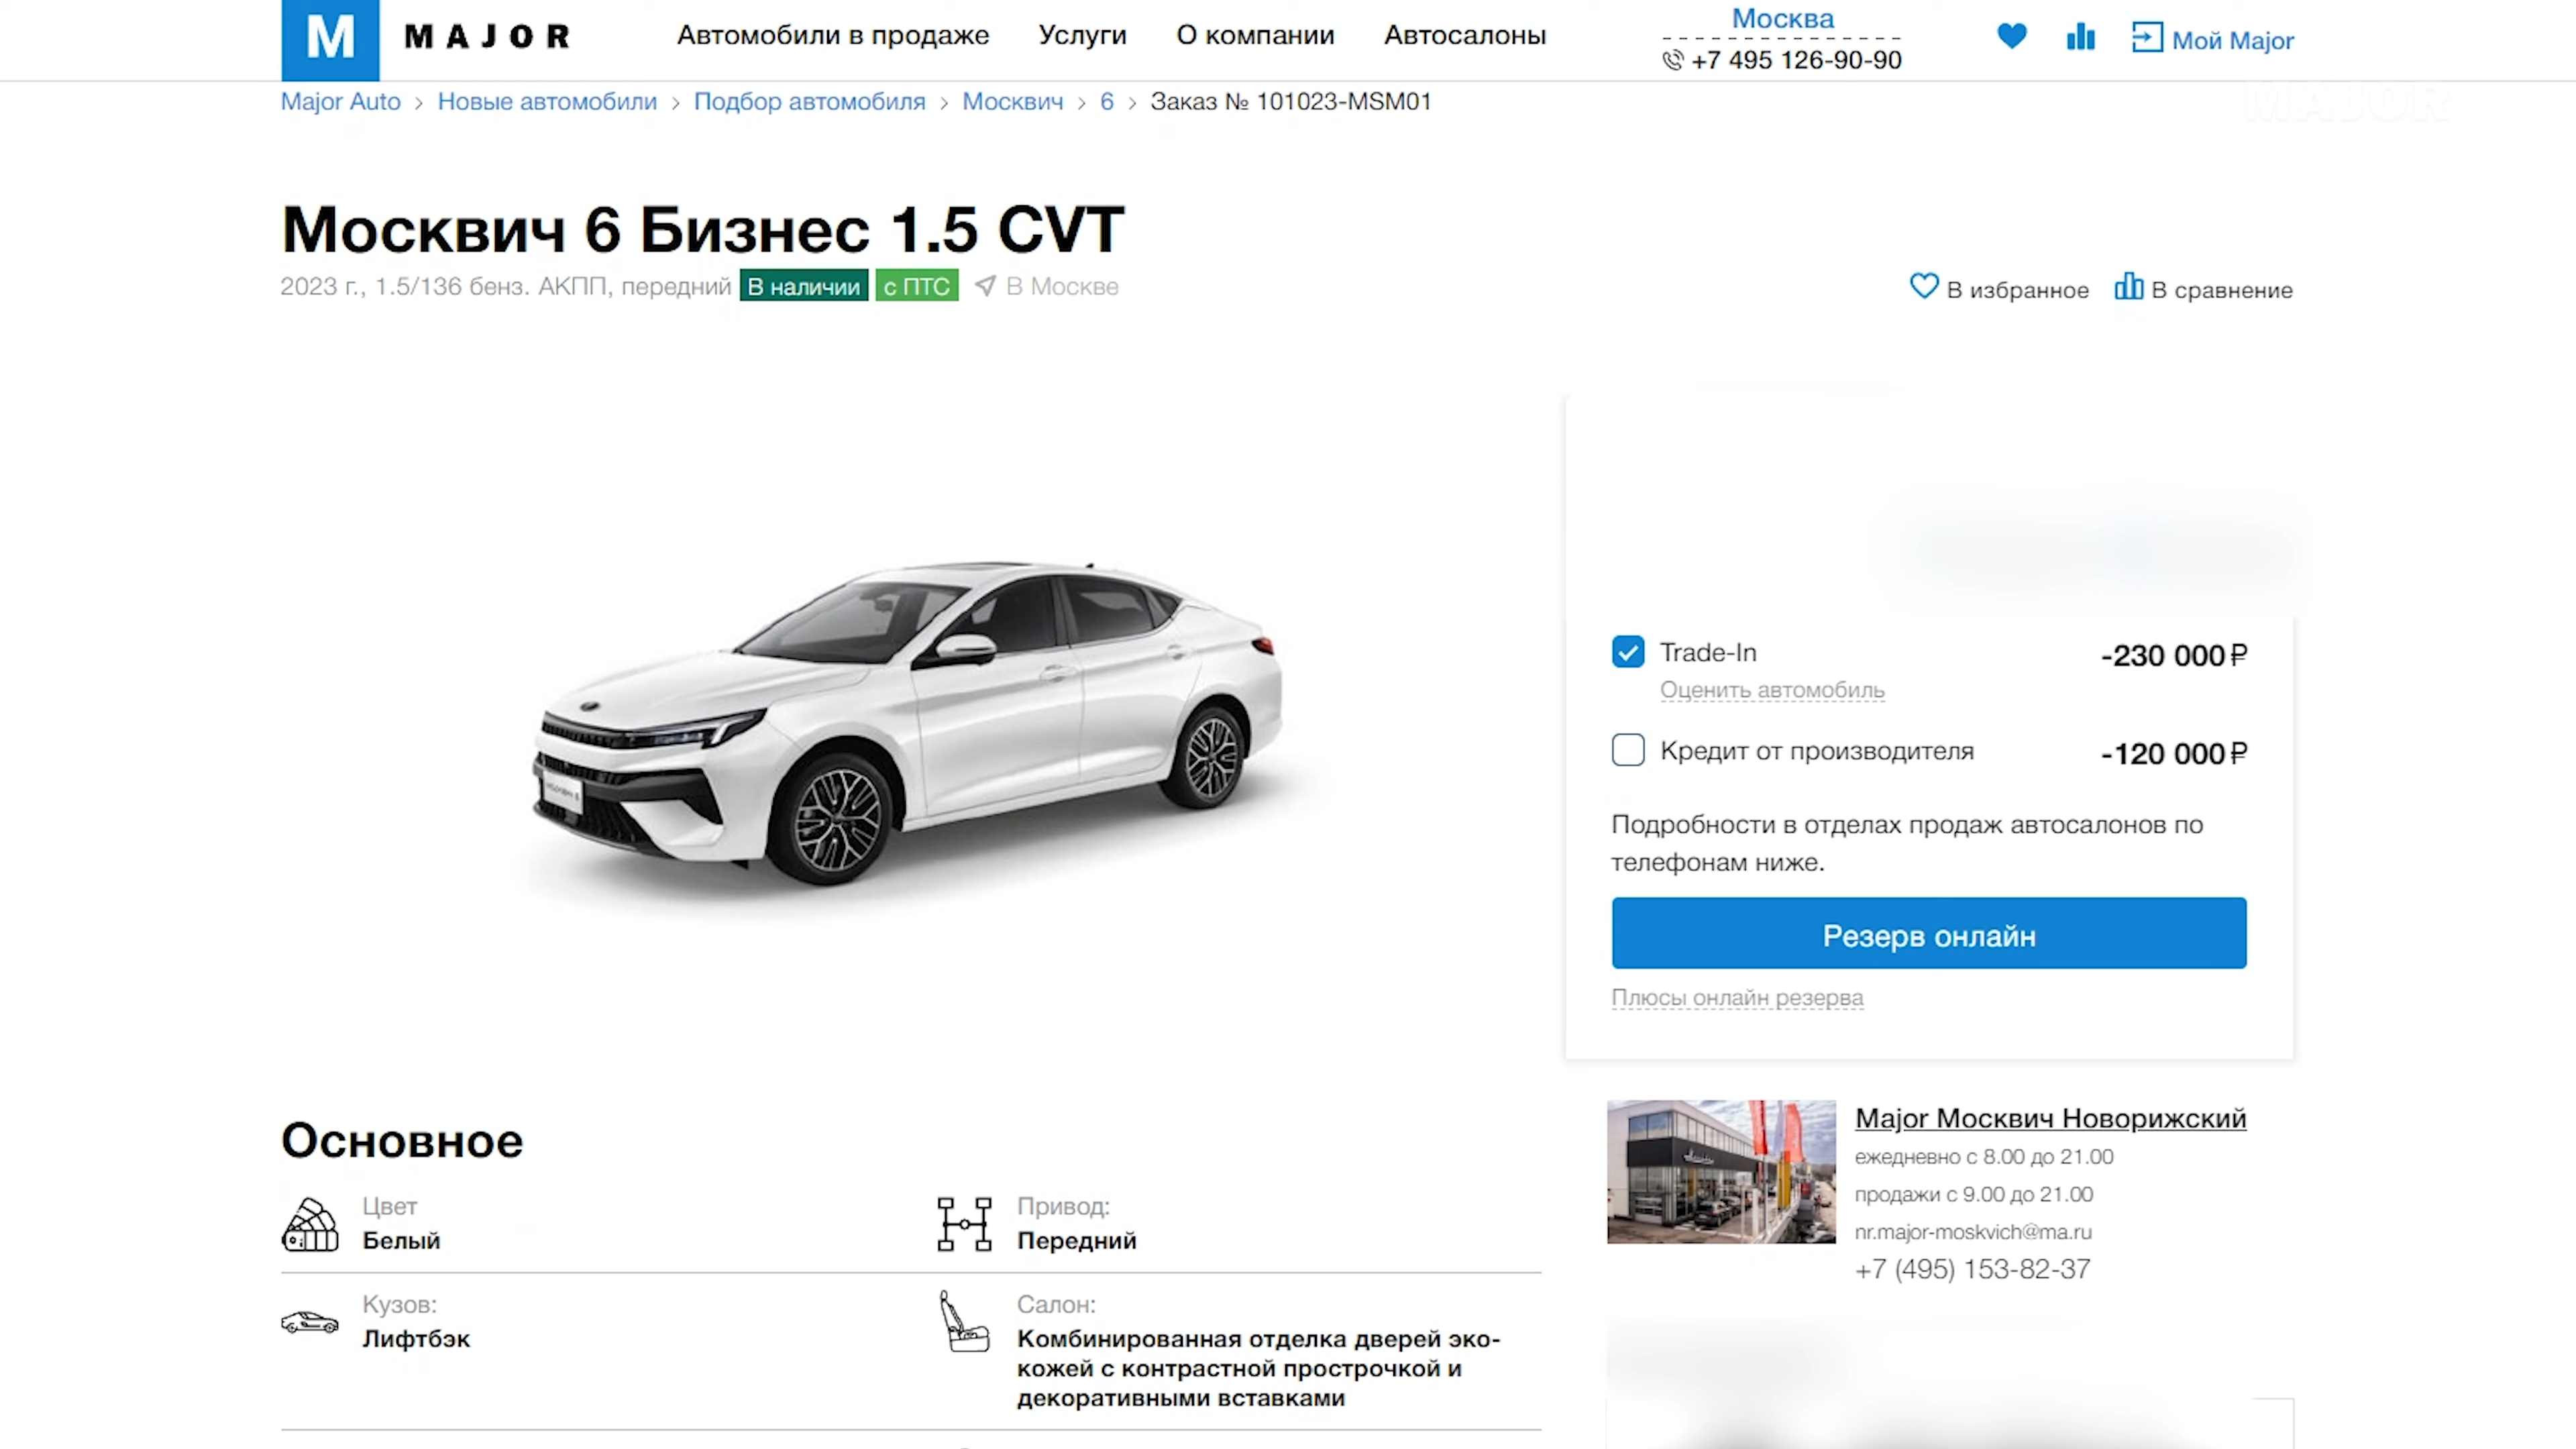 M MAJOR Автомобили в продаже Услуги О компании Автосалоны Москва +7 495 126-90-90 Мой Major
Major Auto > Новые автомобили > Подбор автомобиля > Москвич > 6 > Заказ № 101023-MSM01
MAJOR
Москвич 6 Бизнес 1.5 CVT
2023 г., 1.5/136 бенз. АКПП, передний В наличии с ПТС В Москве
В избранное В сравнение
Trade-In -230 000 ₽
Оценить автомобиль
Кредит от производителя -120 000 ₽
Подробности в отделах продаж автосалонов по
телефонам ниже.
Резерв онлайн
Плюсы онлайн резерва
Основное
Цвет
Белый
Привод:
Передний
Кузов:
Лифтбэк
Салон:
Комбинированная отделка дверей эко-
кожей с контрастной прострочкой и
декоративными вставками
Major Москвич Новорижский
ежедневно с 8.00 до 21.00
продажи с 9.00 до 21.00
nr.major-moskvich@ma.ru
+7 (495) 153-82-37